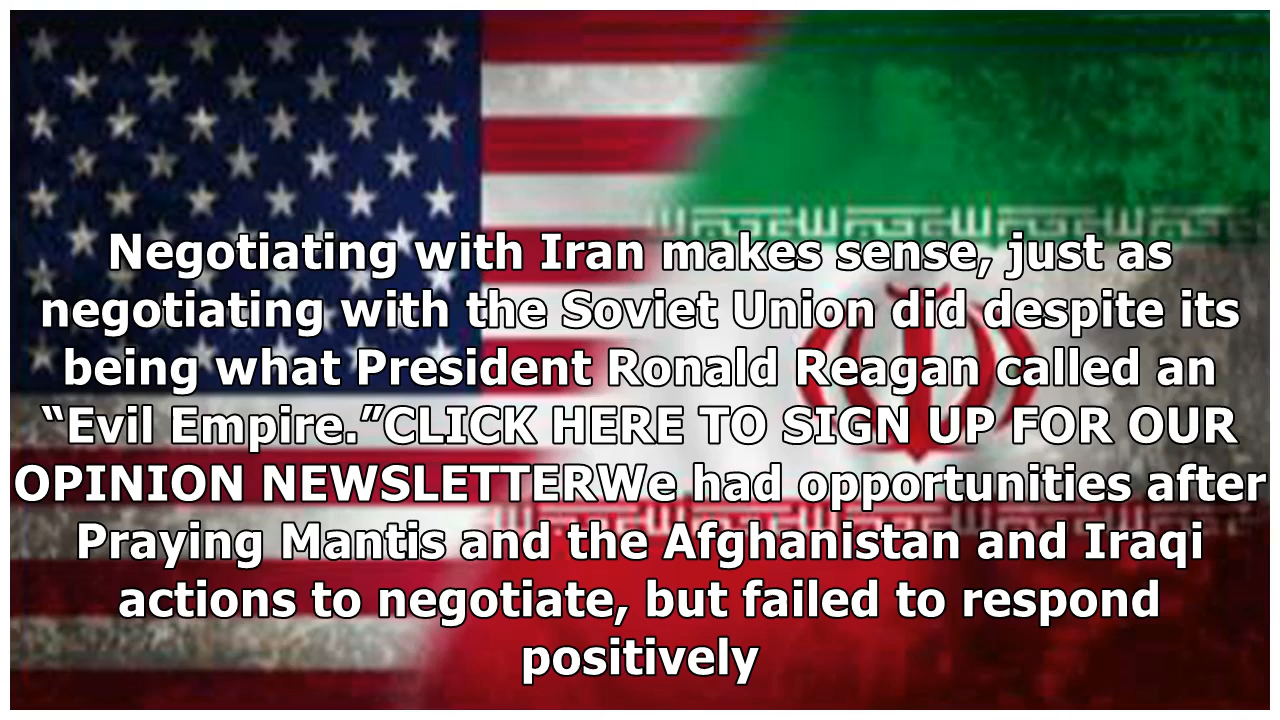 Negotiating with Iran makes sense, just as
negotiating with the Soviet Union did despite its
being what President Ronald Reagan called an
“Evil Empire.”CLICK HERE TO SIGN UP FOR OUR
OPINION NEWSLETTERWe had opportunities after
Praying Mantis and the Afghanistan and Iraqi
actions to negotiate, but failed to respond
positively